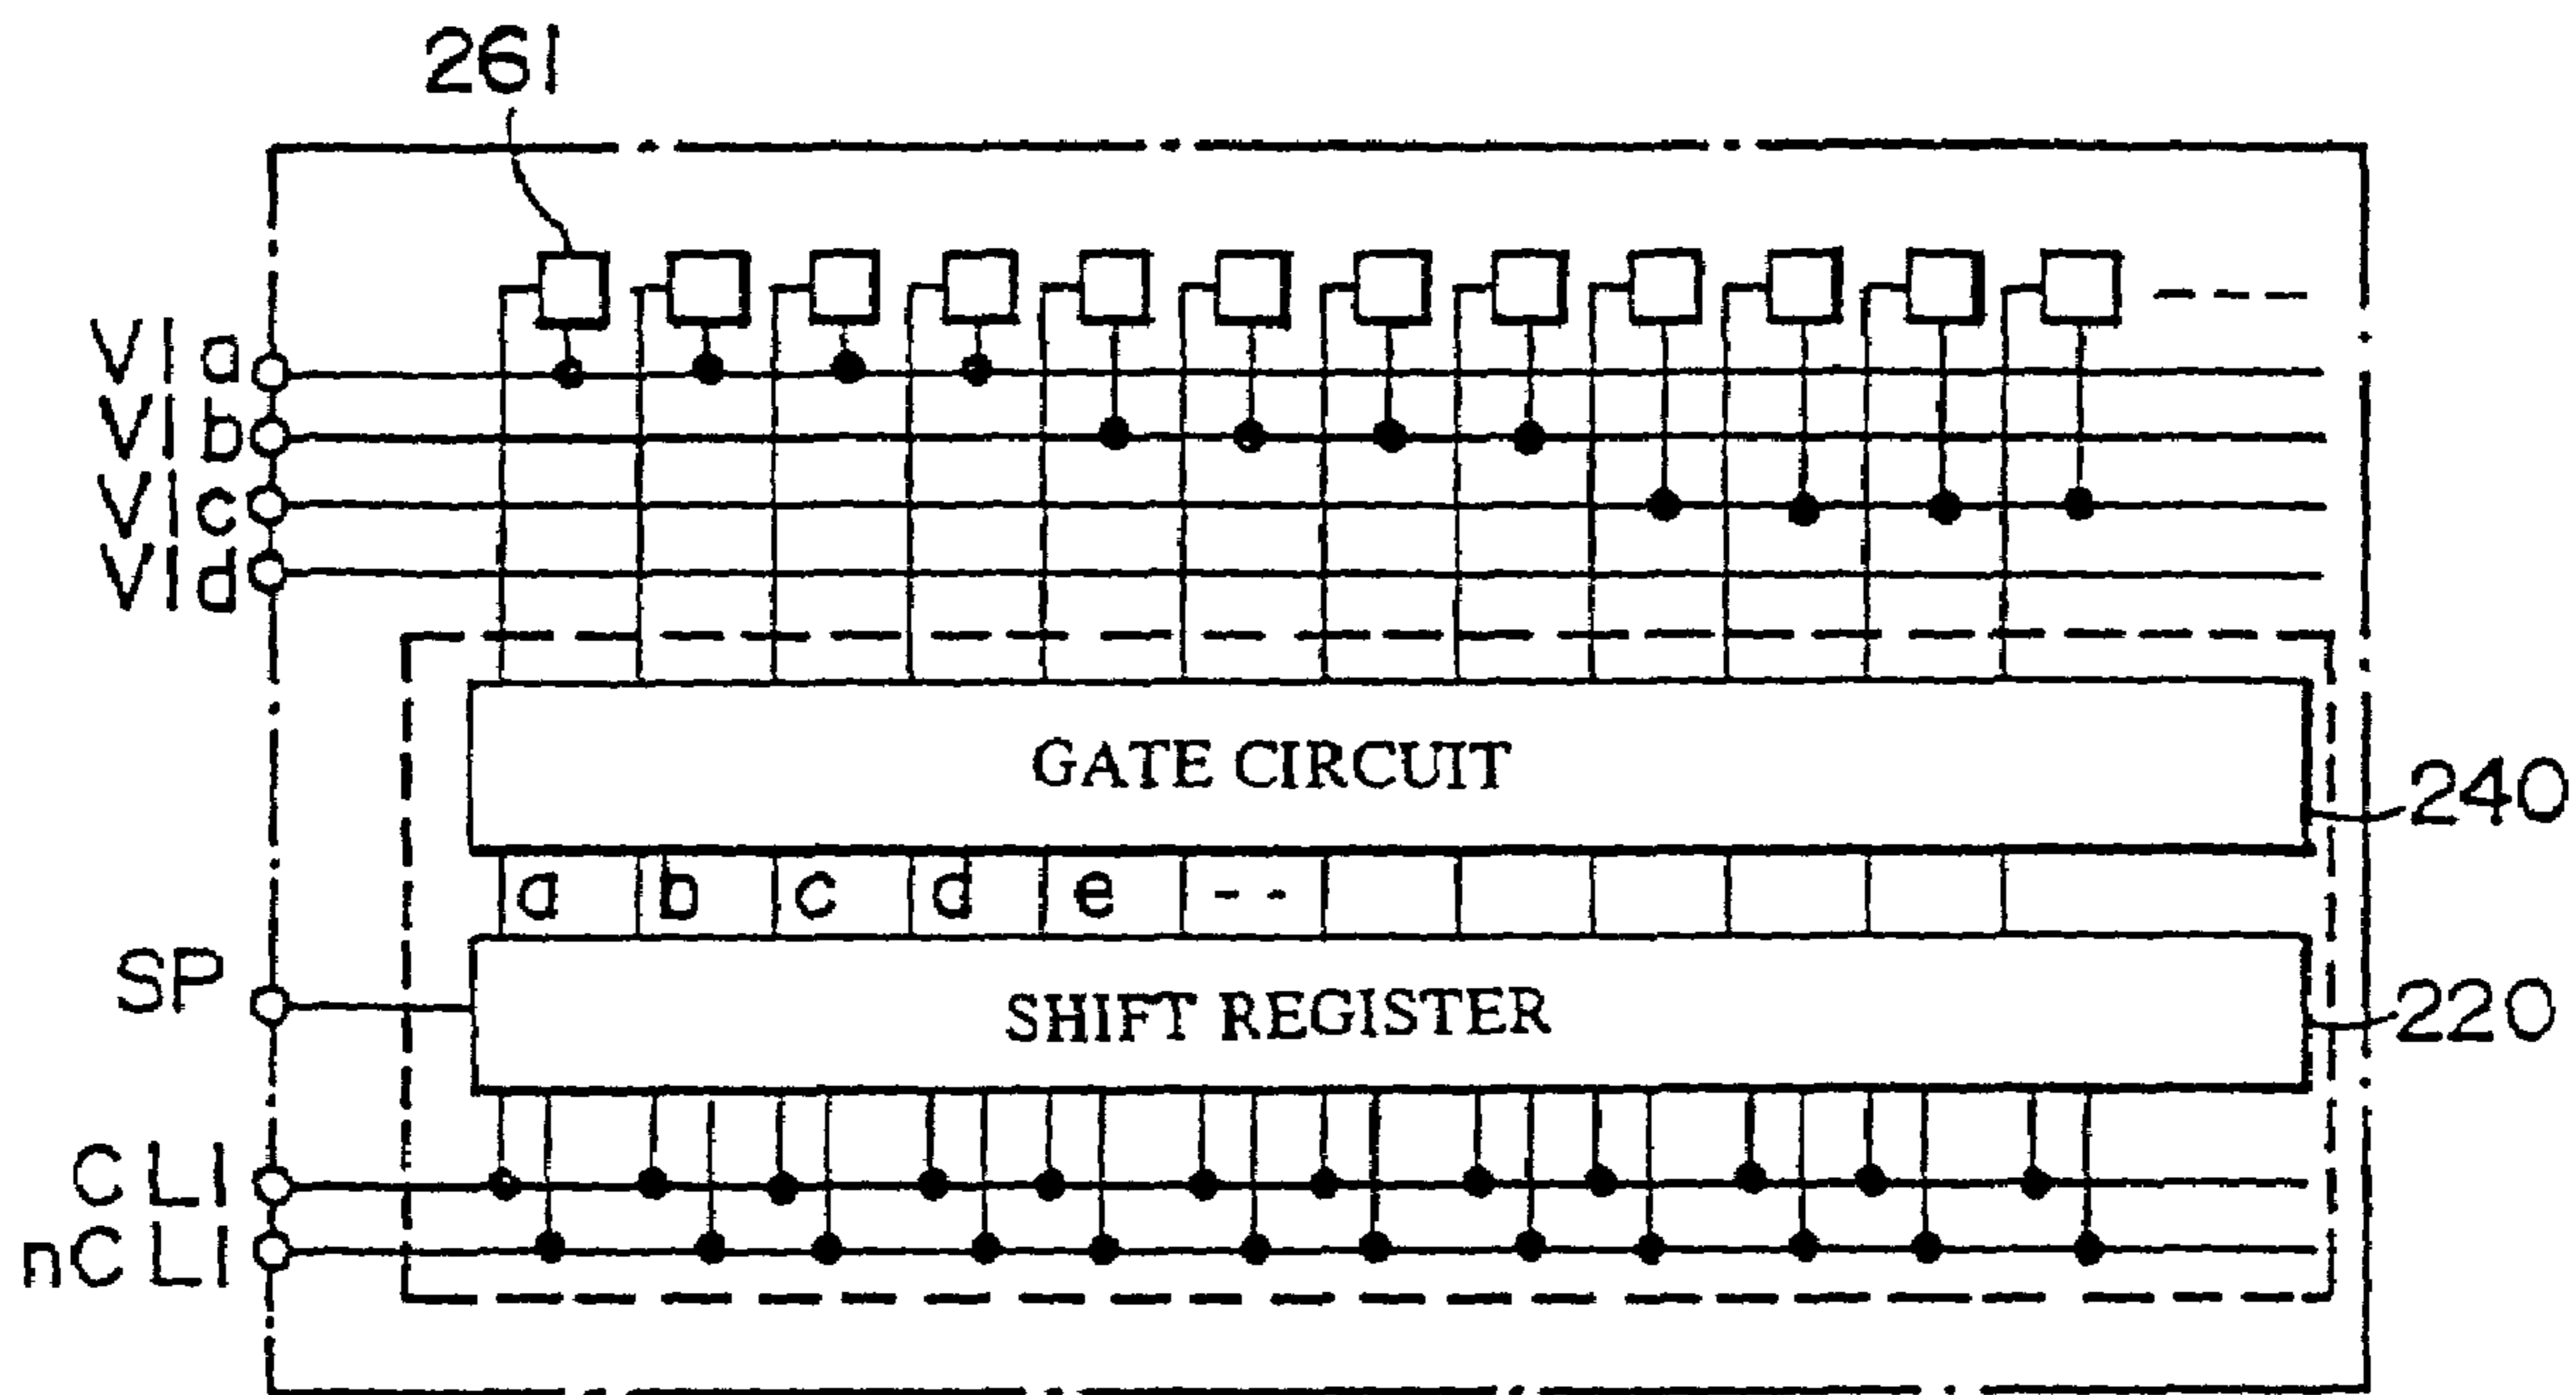 261
VIa
VIb
VIc
VId
GATE CIRCUIT
240
a b c d e --
SP
SHIFT REGISTER
220
CLI
nCLI